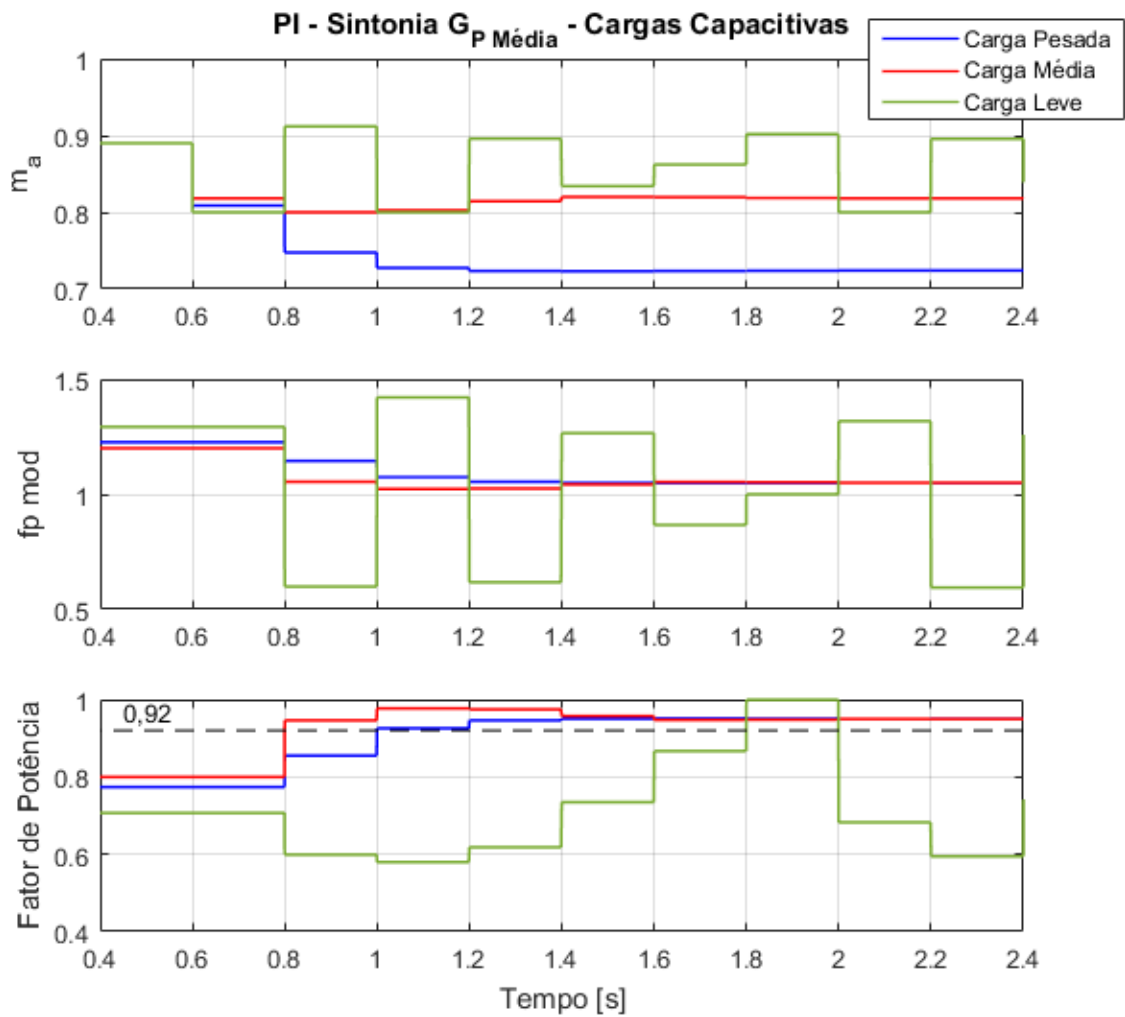 PI - Sintonia G_P Média - Cargas Capacitivas
Carga Pesada
Carga Média
Carga Leve
m_a
1
0.9
0.8
0.7
0.4 0.6 0.8 1 1.2 1.4 1.6 1.8 2 2.2 2.4
fp mod
1.5
1
0.5
0.4 0.6 0.8 1 1.2 1.4 1.6 1.8 2 2.2 2.4
Fator de Potência
1
0,92
0.8
0.6
0.4
0.4 0.6 0.8 1 1.2 1.4 1.6 1.8 2 2.2 2.4
Tempo [s]